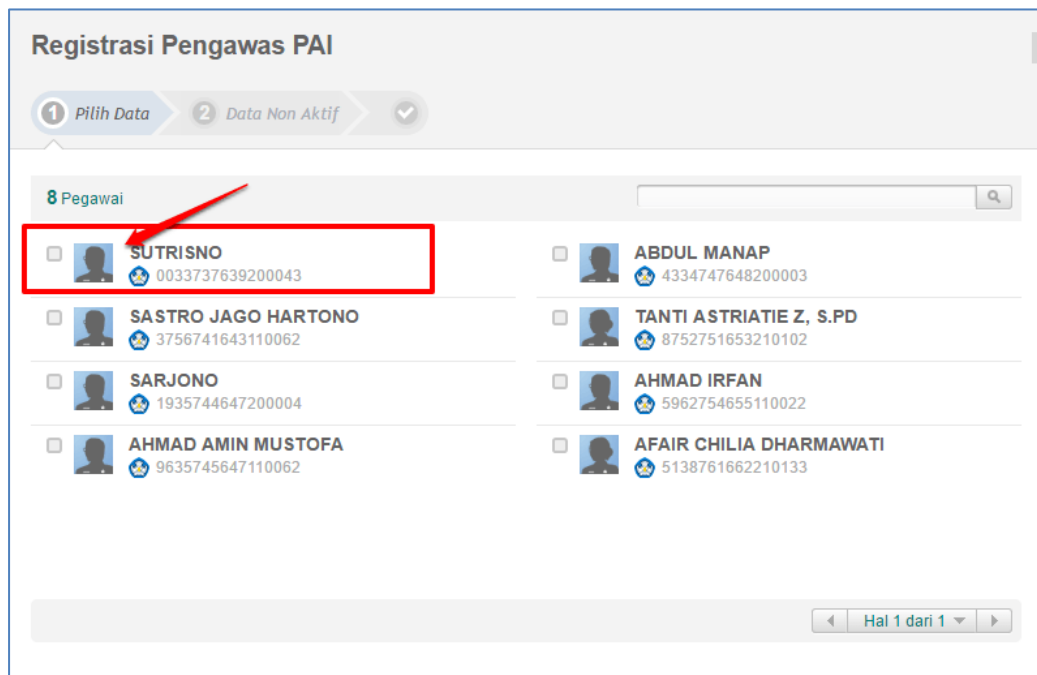 Registrasi Pengawas PAI
1 Pilih Data 2 Data Non Aktif
8 Pegawai
SUTRISNO
0033737639200043
ABDUL MANAP
4334747648200003
SASTRO JAGO HARTONO
3756741643110062
TANTI ASTRIATIE Z, S.PD
8752751653210102
SARJONO
1935744647200004
AHMAD IRFAN
5962754655110022
AHMAD AMIN MUSTOFA
9635745647110062
AFAIR CHILIA DHARMAWATI
5138761662210133
Hal 1 dari 1